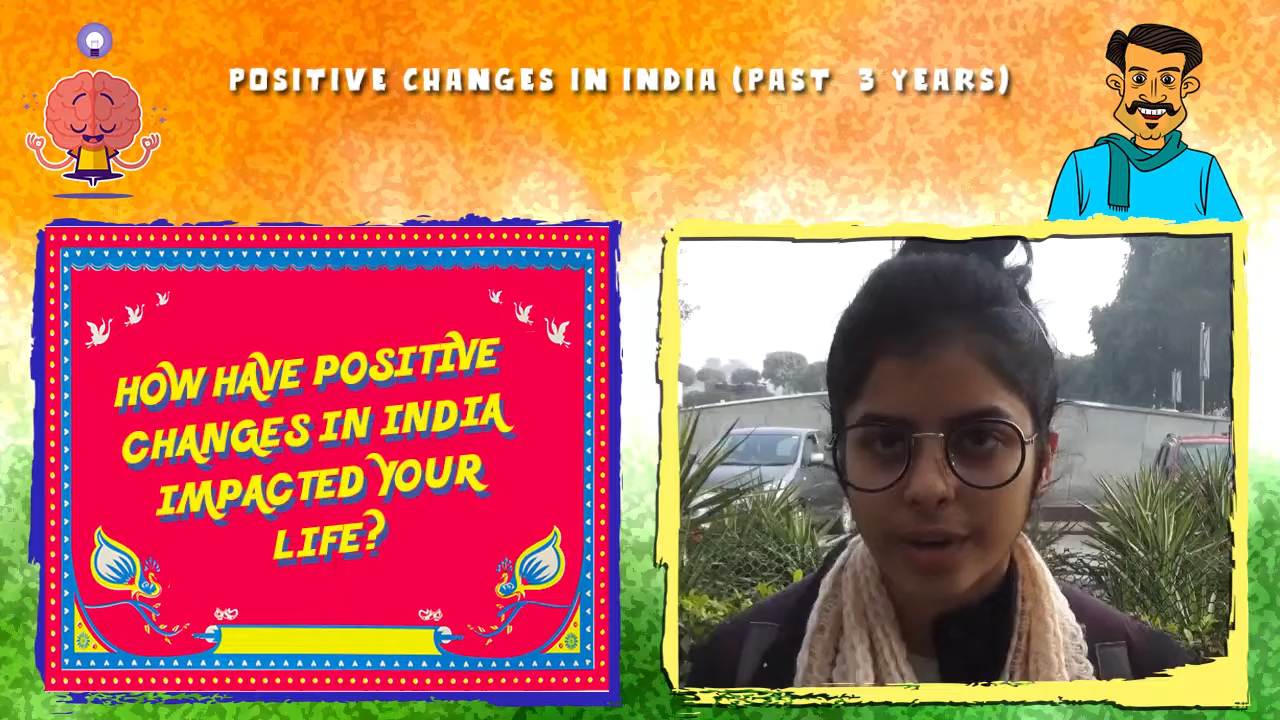 POSITIVE CHANGES IN INDIA (PAST 3 YEARS)
HOW HAVE POSITIVE
CHANGES IN INDIA
IMPACTED YOUR
LIFE?